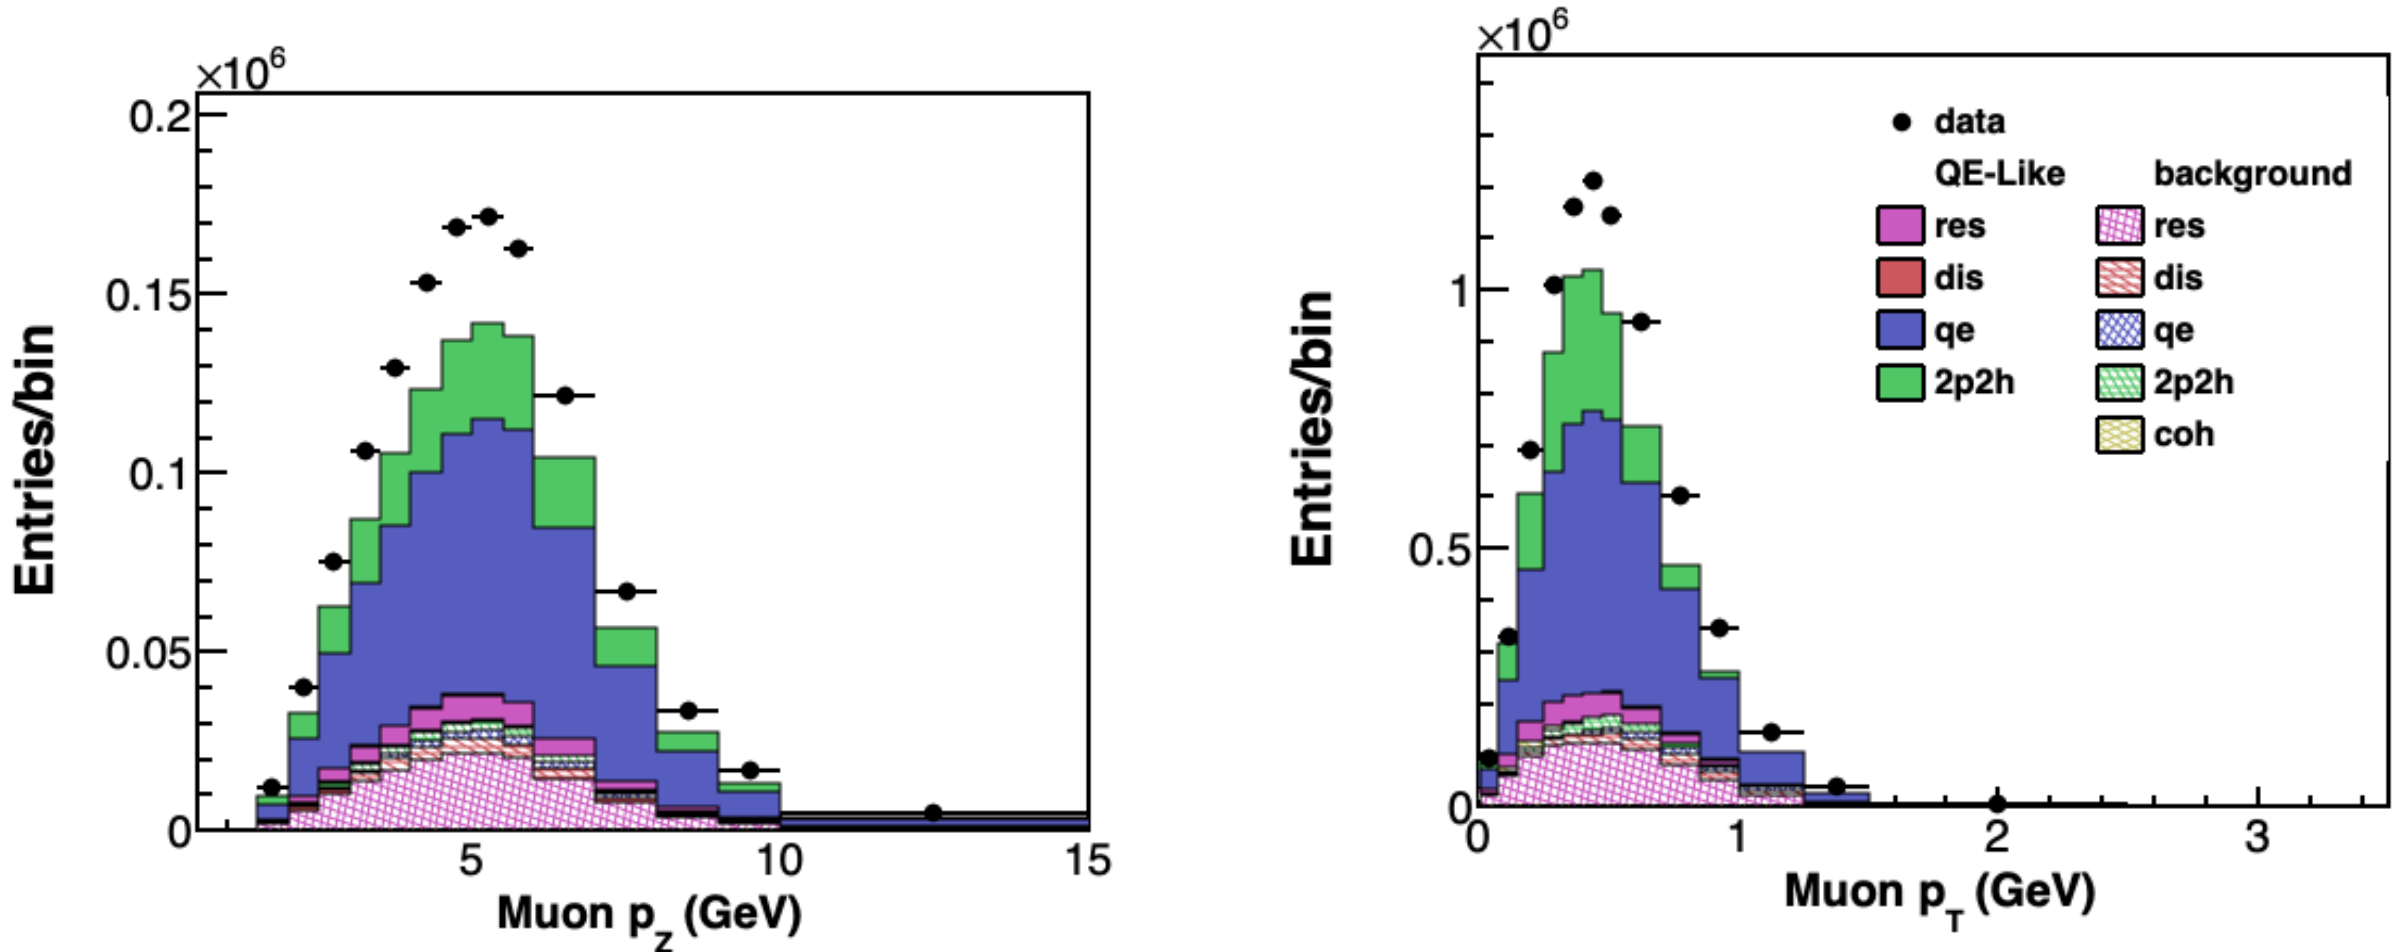 ×10⁶
0.2
0.15
0.1
0.05
0
5
10
15
Entries/bin
Muon p_Z (GeV)
×10⁶
1
0.5
0
0
1
2
3
Entries/bin
Muon p_T (GeV)
data
QE-Like background
res res
dis dis
qe qe
2p2h 2p2h
coh